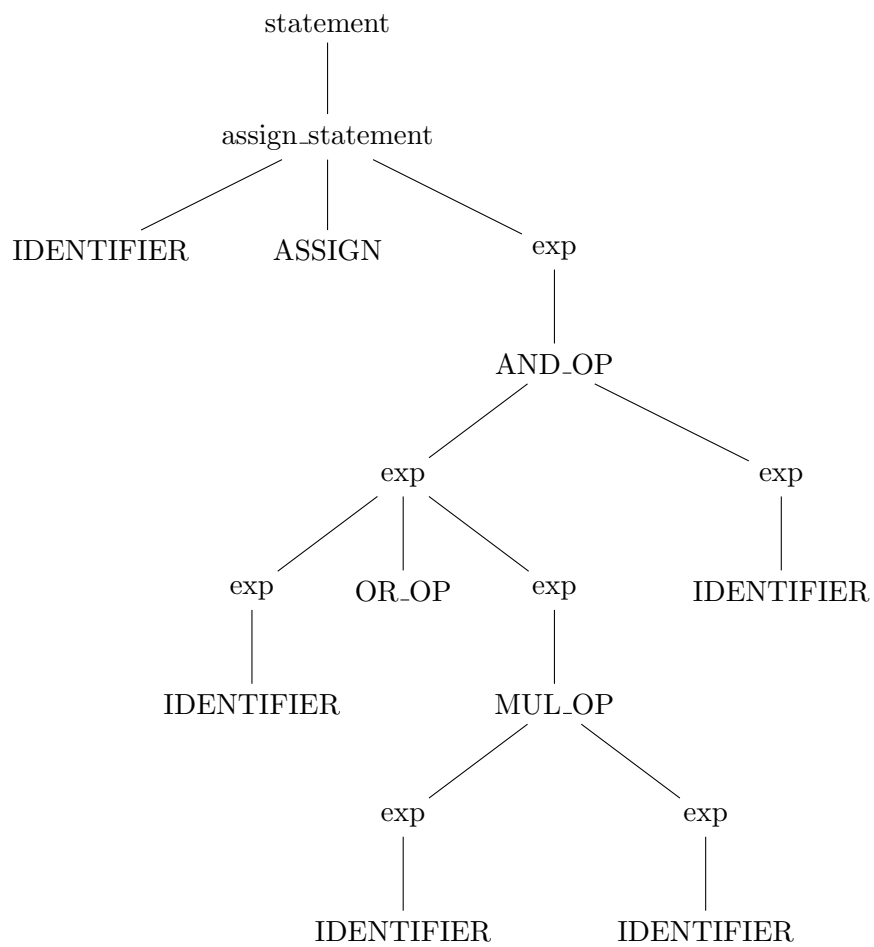 statement
assign_statement
IDENTIFIER ASSIGN exp
AND_OP
exp exp
exp OR_OP exp IDENTIFIER
IDENTIFIER MUL_OP
exp exp
IDENTIFIER IDENTIFIER